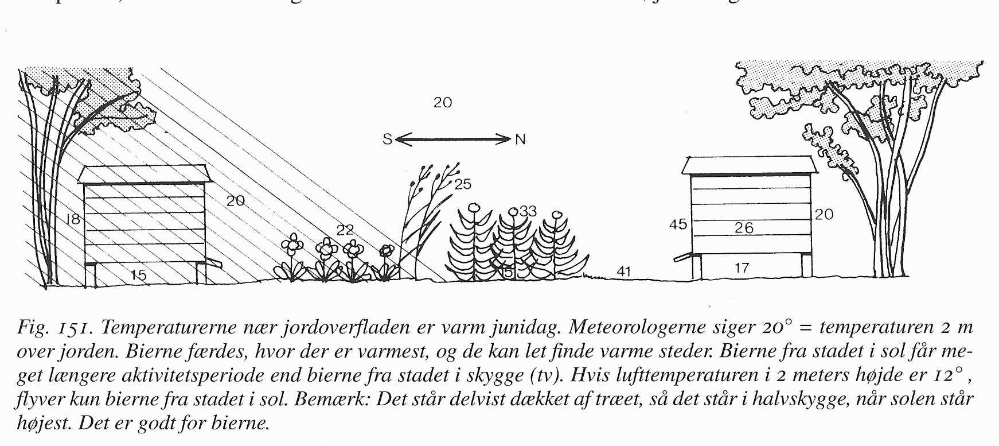 20
S N
25
20
33
18
45
20
22
26
15
15
41
17
Fig. 151. Temperaturerne nær jordoverfladen er varm junidag. Meteorologerne siger 20° = temperaturen 2 m
over jorden. Bierne færdes, hvor der er varmest, og de kan let finde varme steder. Bierne fra stadet i sol får me-
get længere aktivitetsperiode end bierne fra stadet i skygge (tv). Hvis lufttemperaturen i 2 meters højde er 12°,
flyver kun bierne fra stadet i sol. Bemærk: Det står delvist dækket af træet, så det står i halvskygge, når solen står
højest. Det er godt for bierne.